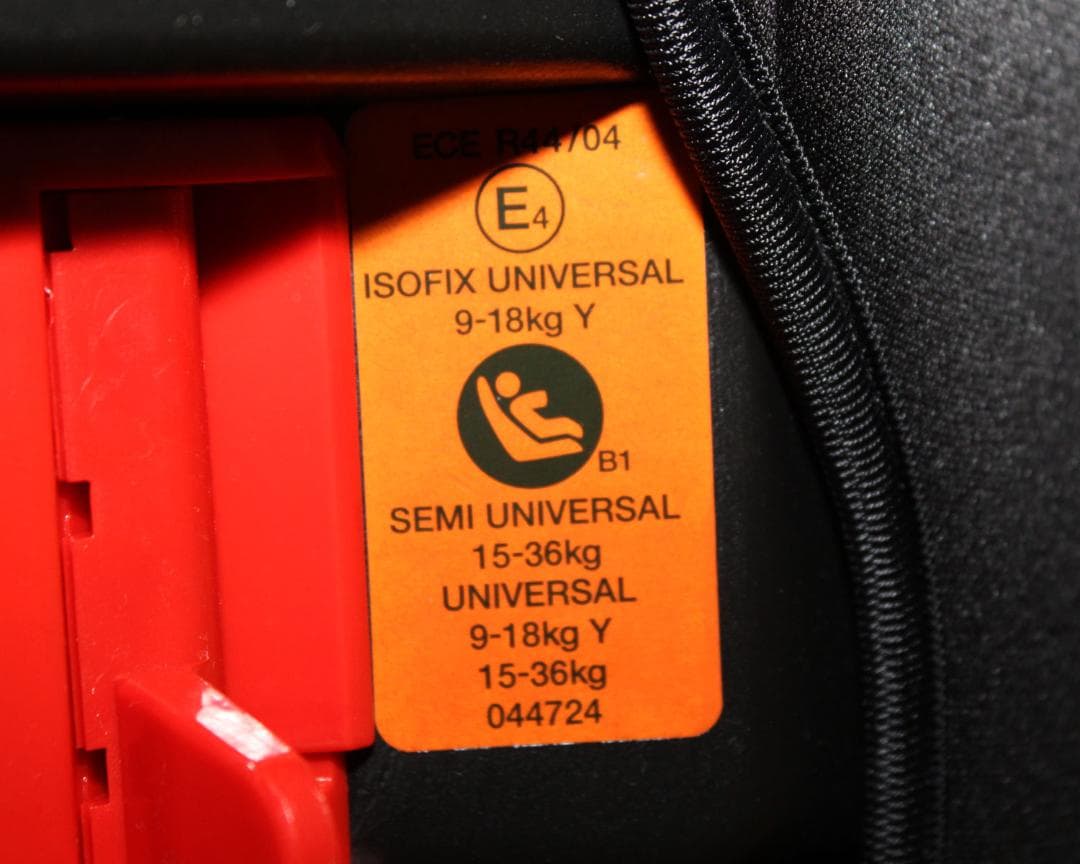 ECE R44/04
E4
ISOFIX UNIVERSAL
9-18kg Y
B1
SEMI UNIVERSAL
15-36kg
UNIVERSAL
9-18kg Y
15-36kg
044724